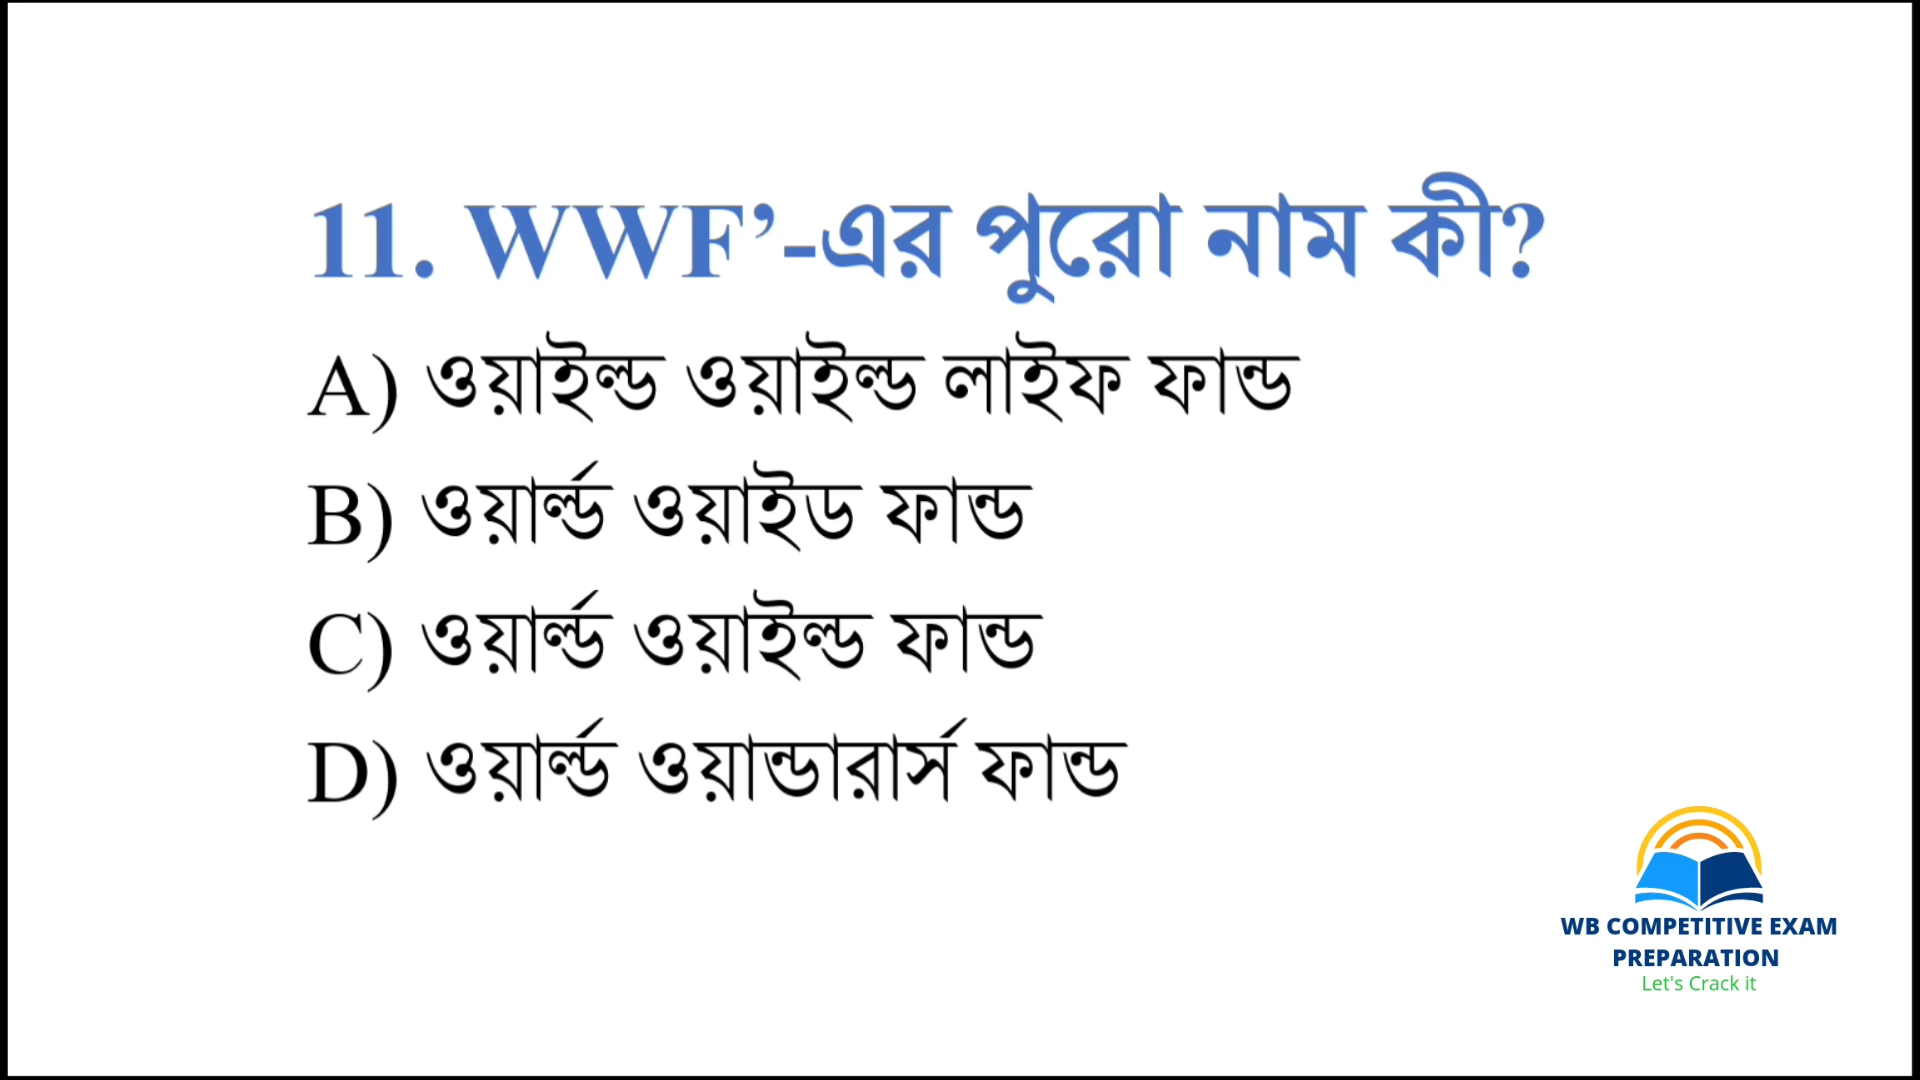 11. WWF’-এর পুরো নাম কী?
A) ওয়াইল্ড ওয়াইল্ড লাইফ ফান্ড
B) ওয়ার্ল্ড ওয়াইড ফান্ড
C) ওয়ার্ল্ড ওয়াইল্ড ফান্ড
D) ওয়ার্ল্ড ওয়ান্ডারার্স ফান্ড
WB COMPETITIVE EXAM
PREPARATION
Let's Crack it